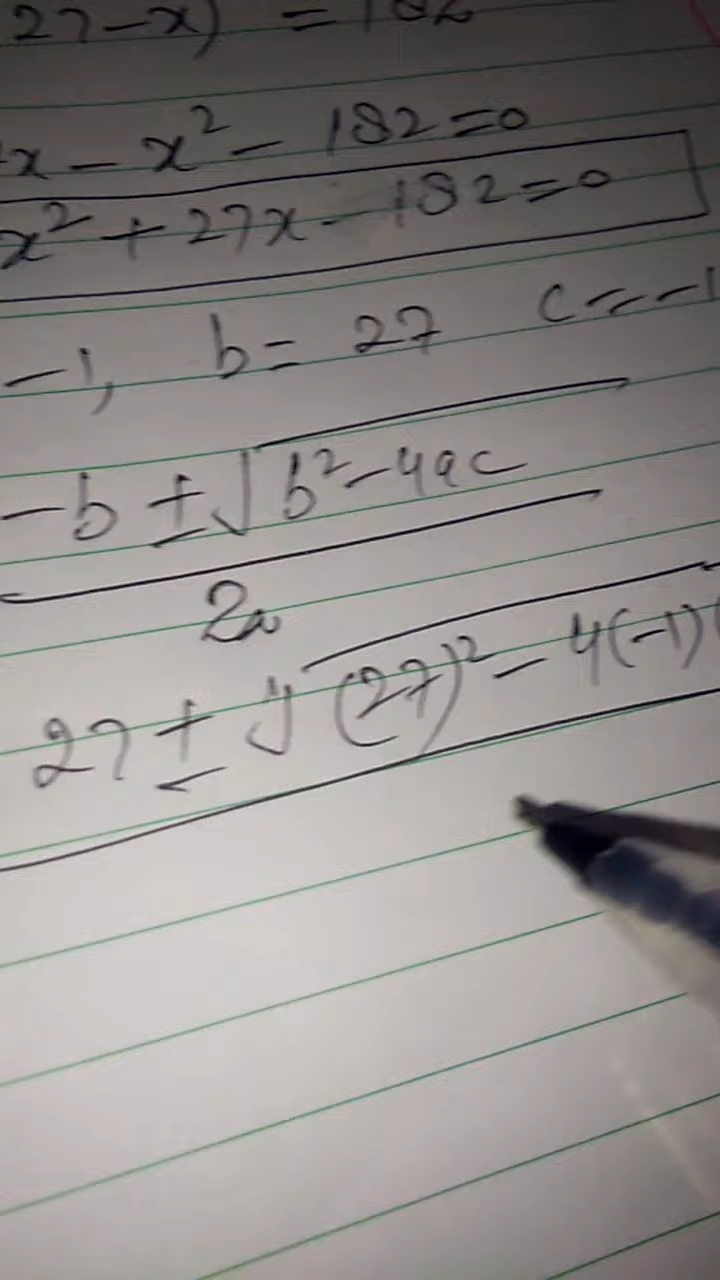 27-x) = 182
x - x² - 182 = 0
x² + 27x - 182 = 0
-1, b = 27 c = -1
-b ± √b² - 4ac
2a
27 ± √(27)² - 4(-1)(